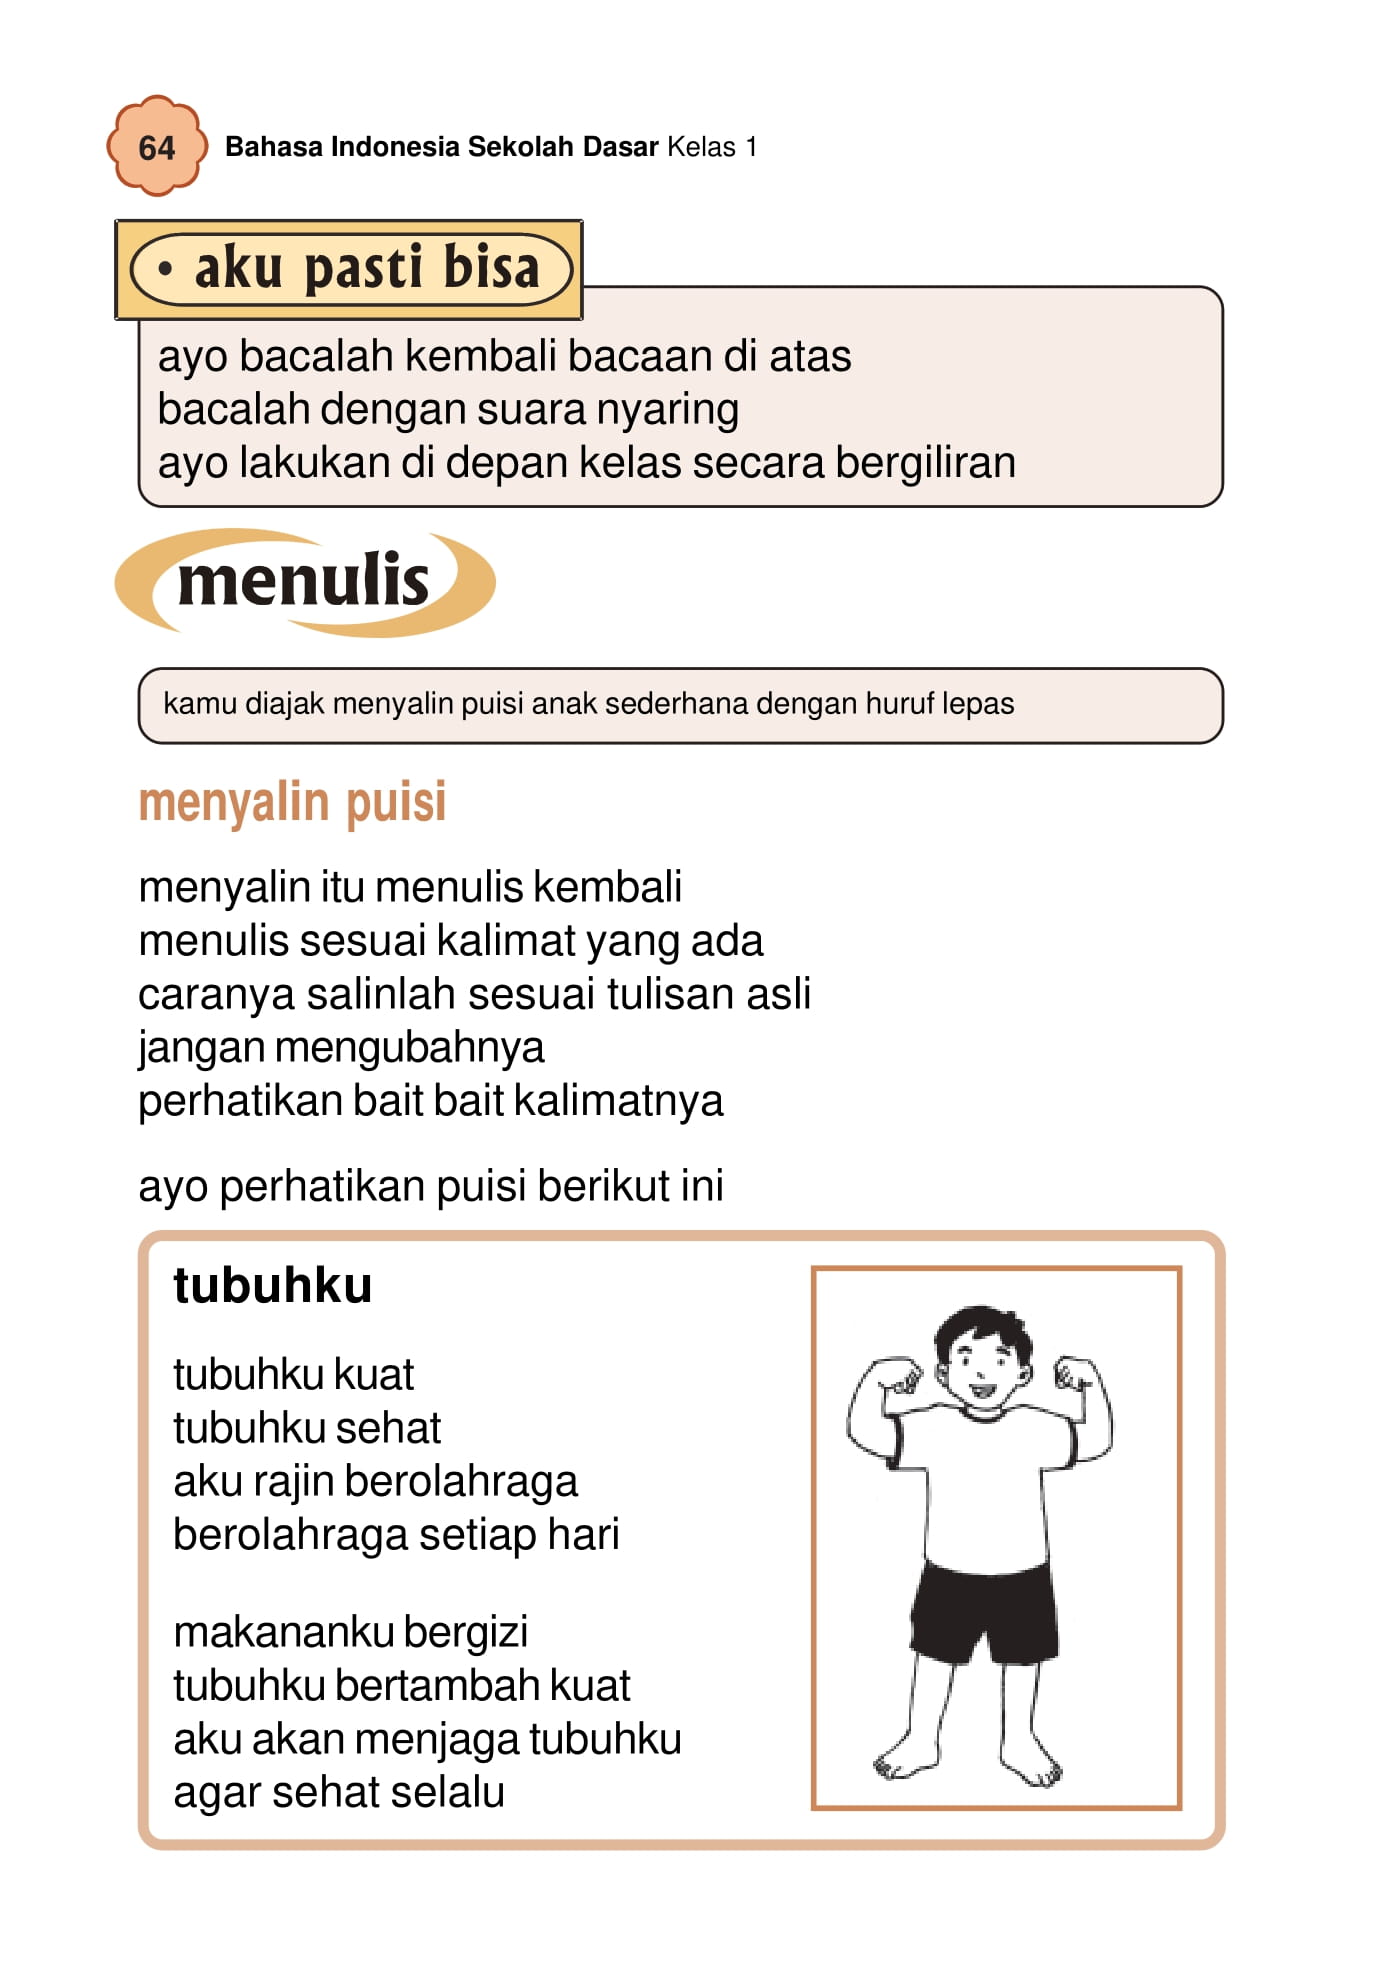 64
Bahasa Indonesia Sekolah Dasar Kelas 1
• aku pasti bisa
ayo bacalah kembali bacaan di atas
bacalah dengan suara nyaring
ayo lakukan di depan kelas secara bergiliran
menulis
kamu diajak menyalin puisi anak sederhana dengan huruf lepas
menyalin puisi
menyalin itu menulis kembali
menulis sesuai kalimat yang ada
caranya salinlah sesuai tulisan asli
jangan mengubahnya
perhatikan bait bait kalimatnya
ayo perhatikan puisi berikut ini
tubuhku
tubuhku kuat
tubuhku sehat
aku rajin berolahraga
berolahraga setiap hari
makananku bergizi
tubuhku bertambah kuat
aku akan menjaga tubuhku
agar sehat selalu